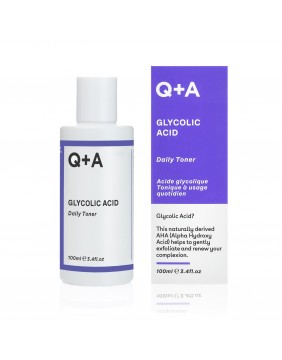 Q+A
GLYCOLIC ACID
Daily Toner
100ml ℮ 3.4fl.oz
Q+A
GLYCOLIC
ACID
Daily Toner
Acide glycolique
Tonique à usage
quotidien
Glycolic Acid?
This naturally derived
AHA (Alpha Hydroxy
Acid) helps to gently
exfoliate and renew your
complexion.
100ml ℮ 3.4fl.oz